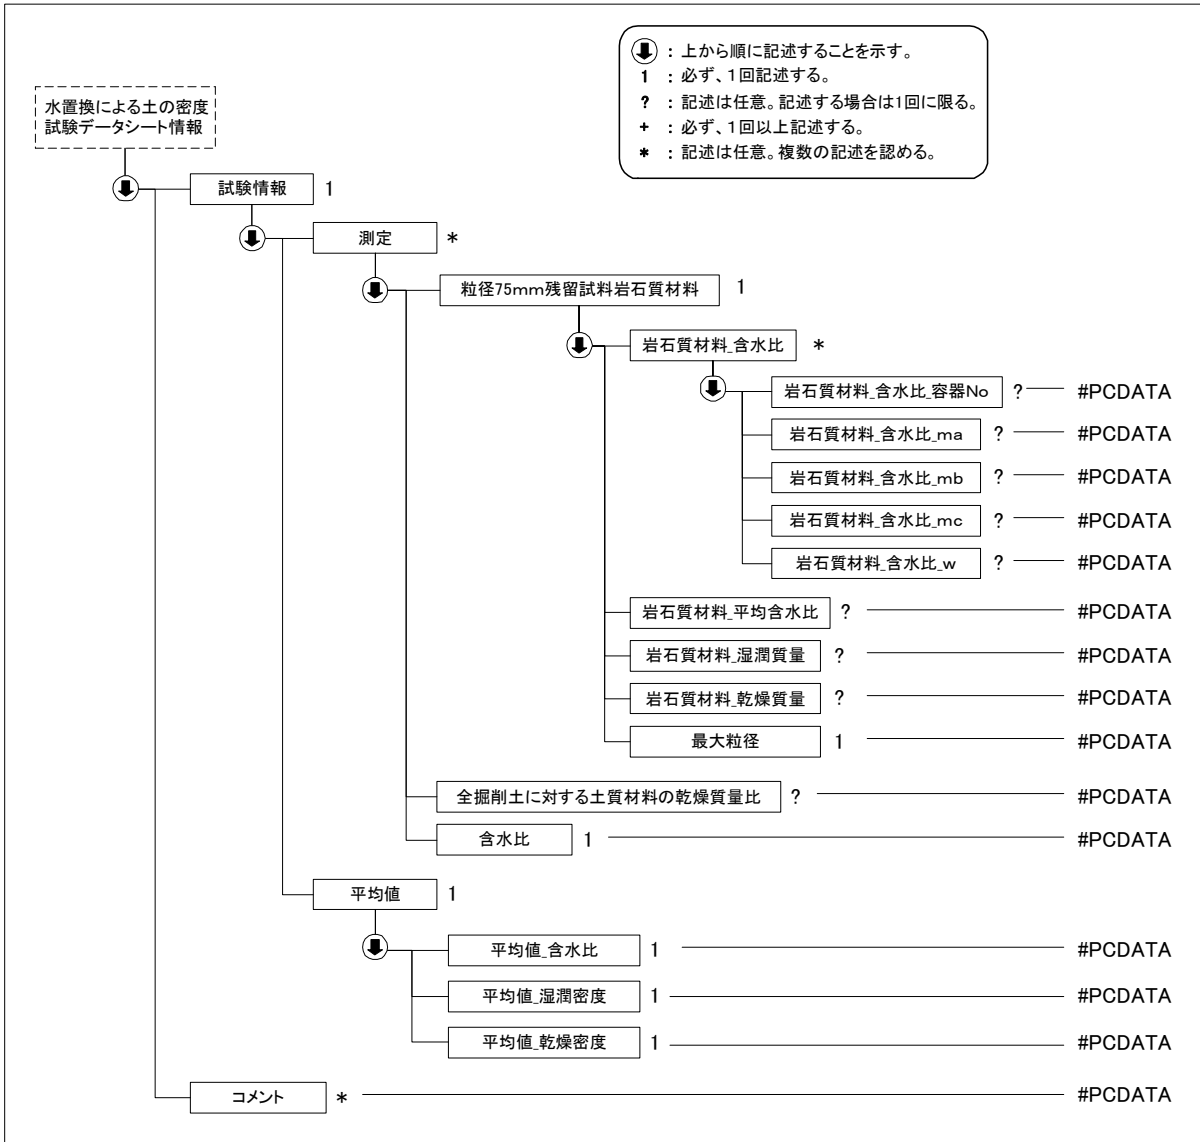 : 上から順に記述することを示す。
1 : 必ず、1回記述する。
? : 記述は任意。記述する場合は1回に限る。
+ : 必ず、1回以上記述する。
* : 記述は任意。複数の記述を認める。
水置換による土の密度
試験データシート情報
試験情報 1
測定 *
粒径75mm残留試料岩石質材料 1
岩石質材料_含水比 *
岩石質材料_含水比_容器No ? #PCDATA
岩石質材料_含水比_ma ? #PCDATA
岩石質材料_含水比_mb ? #PCDATA
岩石質材料_含水比_mc ? #PCDATA
岩石質材料_含水比_w ? #PCDATA
岩石質材料_平均含水比 ? #PCDATA
岩石質材料_湿潤質量 ? #PCDATA
岩石質材料_乾燥質量 ? #PCDATA
最大粒径 1 #PCDATA
全掘削土に対する土質材料の乾燥質量比 ? #PCDATA
含水比 1 #PCDATA
平均値 1
平均値_含水比 1 #PCDATA
平均値_湿潤密度 1 #PCDATA
平均値_乾燥密度 1 #PCDATA
コメント * #PCDATA